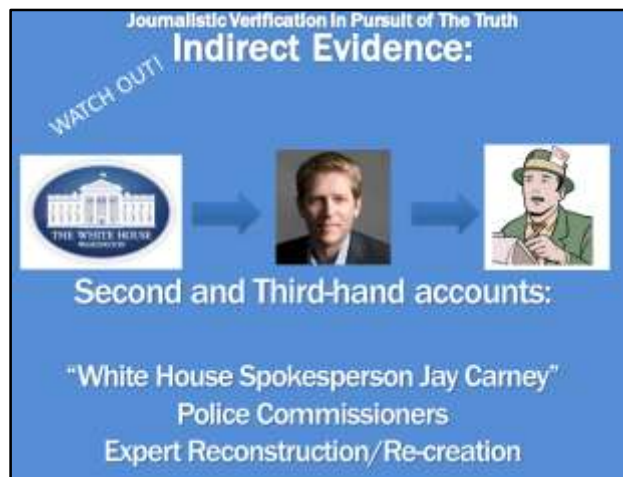 Journalistic Verification In Pursuit of The Truth
Indirect Evidence:
WATCH OUT!
THE WHITE HOUSE
WASHINGTON
Second and Third-hand accounts:
“White House Spokesperson Jay Carney”
Police Commissioners
Expert Reconstruction/Re-creation